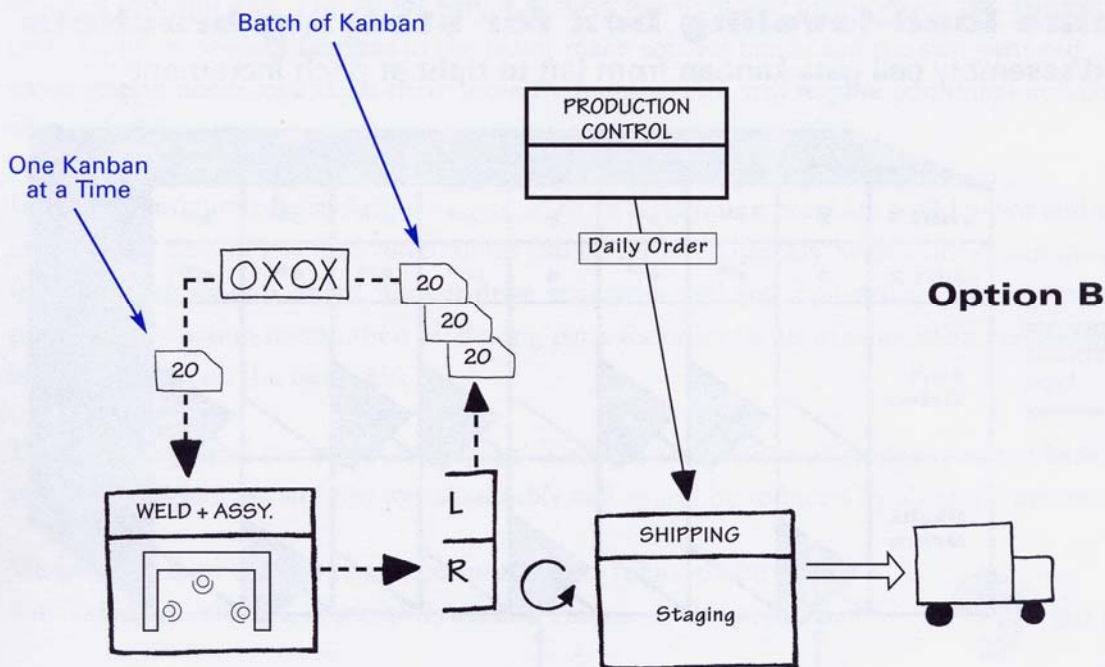 Batch of Kanban
PRODUCTION
CONTROL
One Kanban
at a Time
Daily Order
OXOX
20
20
20
20
Option B
WELD + ASSY.
L
R
SHIPPING
Staging